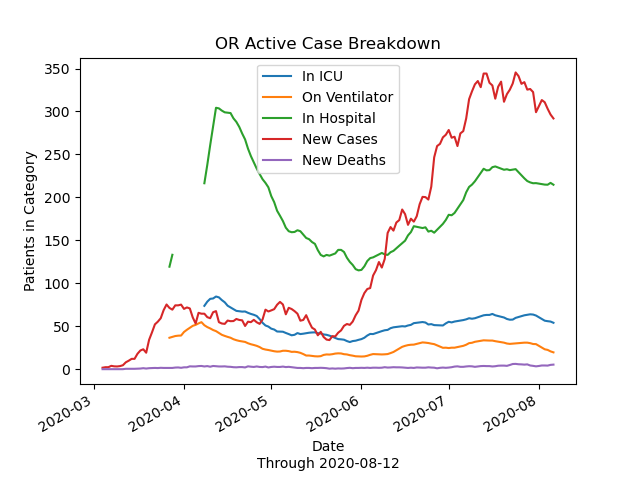 OR Active Case Breakdown
In ICU
On Ventilator
In Hospital
New Cases
New Deaths
Patients in Category
350
300
250
200
150
100
50
0
2020-03
2020-04
2020-05
2020-06
2020-07
2020-08
Date
Through 2020-08-12